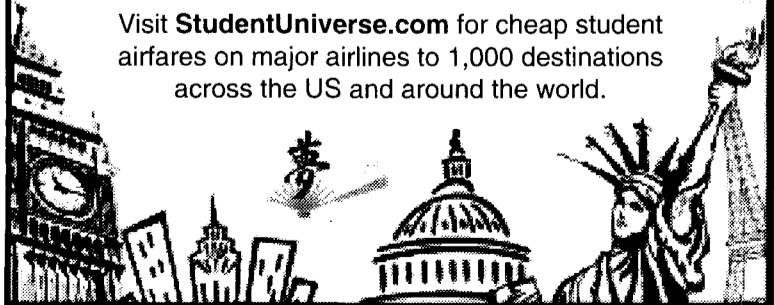 Visit StudentUniverse.com for cheap student
airfares on major airlines to 1,000 destinations
across the US and around the world.
夢